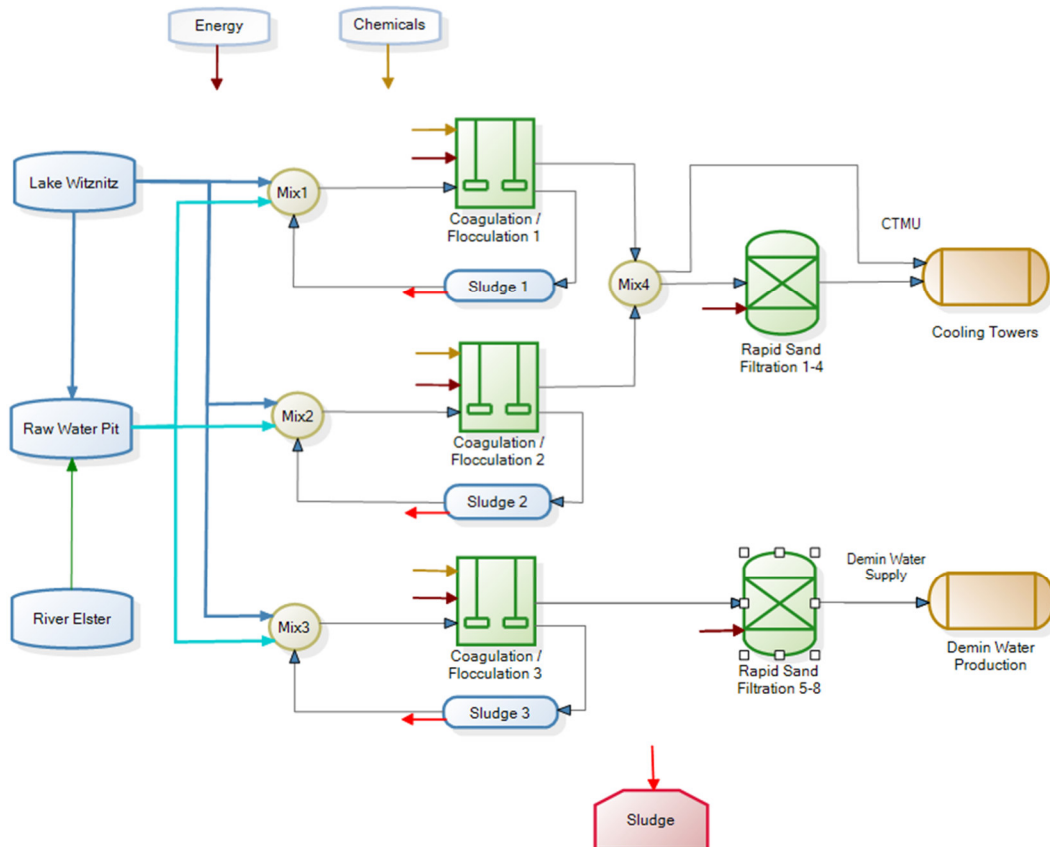 Energy
Chemicals
Lake Witznitz
Mix1
Coagulation /
Flocculation 1
Sludge 1
Mix4
CTMU
Rapid Sand
Filtration 1-4
Cooling Towers
Raw Water Pit
Mix2
Coagulation /
Flocculation 2
Sludge 2
River Elster
Mix3
Coagulation /
Flocculation 3
Sludge 3
Rapid Sand
Filtration 5-8
Demin Water
Supply
Demin Water
Production
Sludge